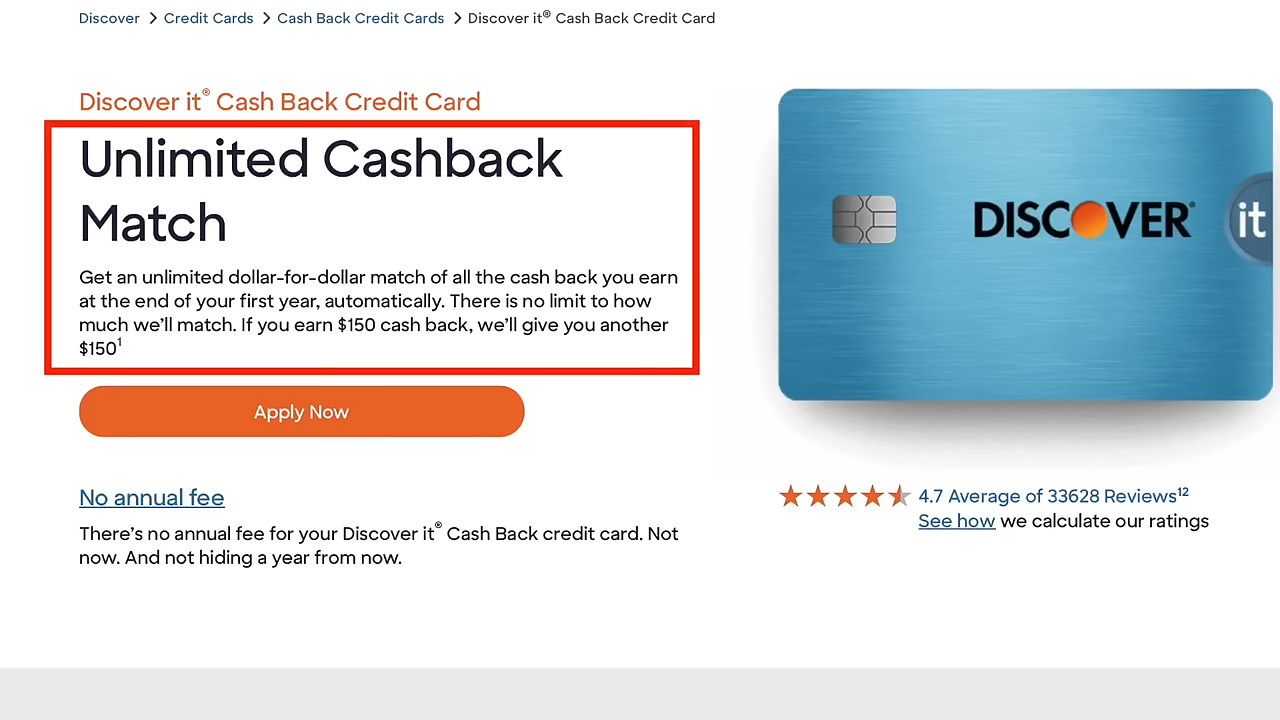 Discover > Credit Cards > Cash Back Credit Cards > Discover it® Cash Back Credit Card
Discover it® Cash Back Credit Card
Unlimited Cashback
Match
Get an unlimited dollar-for-dollar match of all the cash back you earn
at the end of your first year, automatically. There is no limit to how
much we’ll match. If you earn $150 cash back, we’ll give you another
$150¹
Apply Now
No annual fee
There’s no annual fee for your Discover it® Cash Back credit card. Not
now. And not hiding a year from now.
DISCOVER®
it
4.7 Average of 33628 Reviews¹²
See how we calculate our ratings